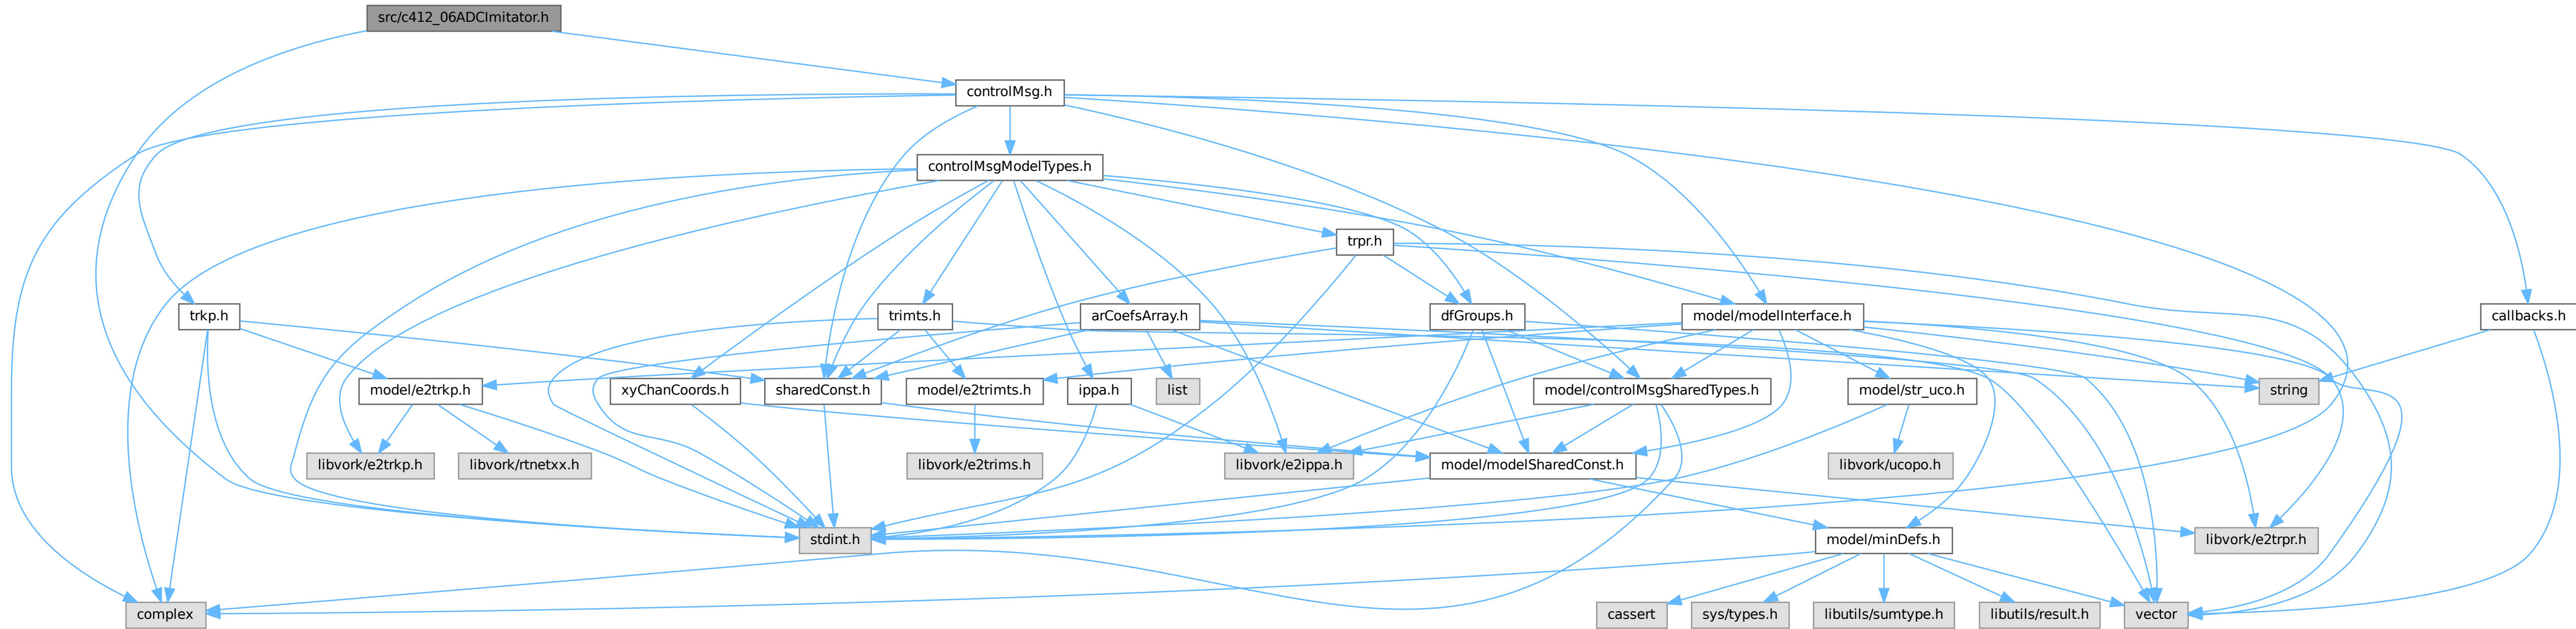 src/c412_06ADCImitator.h
controlMsg.h
controlMsgModelTypes.h
trpr.h
trkp.h
trimts.h
arCoefsArray.h
dfGroups.h
model/modelInterface.h
callbacks.h
model/e2trkp.h
xyChanCoords.h
sharedConst.h
model/e2trimts.h
ippa.h
list
model/controlMsgSharedTypes.h
model/str_uco.h
string
libvork/e2trkp.h
libvork/rtnetxx.h
libvork/e2trims.h
libvork/e2ippa.h
model/modelSharedConst.h
libvork/ucopo.h
stdint.h
model/minDefs.h
libvork/e2trpr.h
complex
cassert
sys/types.h
libutils/sumtype.h
libutils/result.h
vector